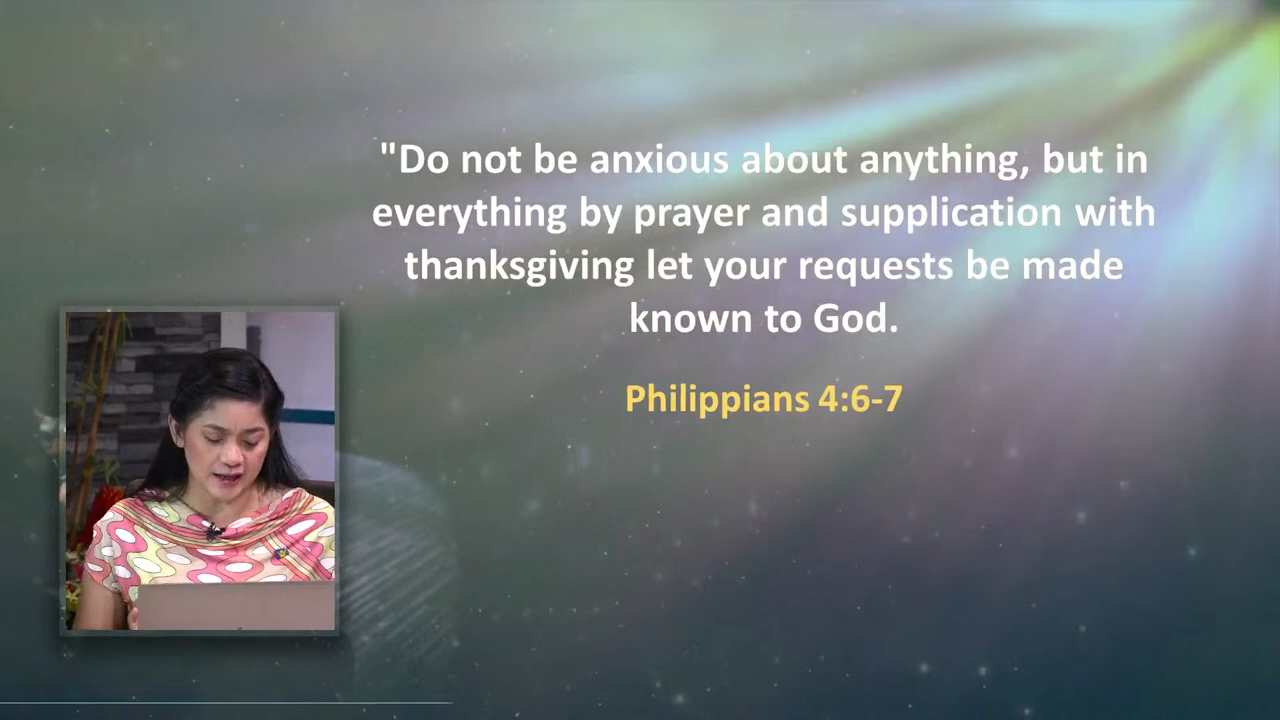 "Do not be anxious about anything, but in
everything by prayer and supplication with
thanksgiving let your requests be made
known to God.
Philippians 4:6-7